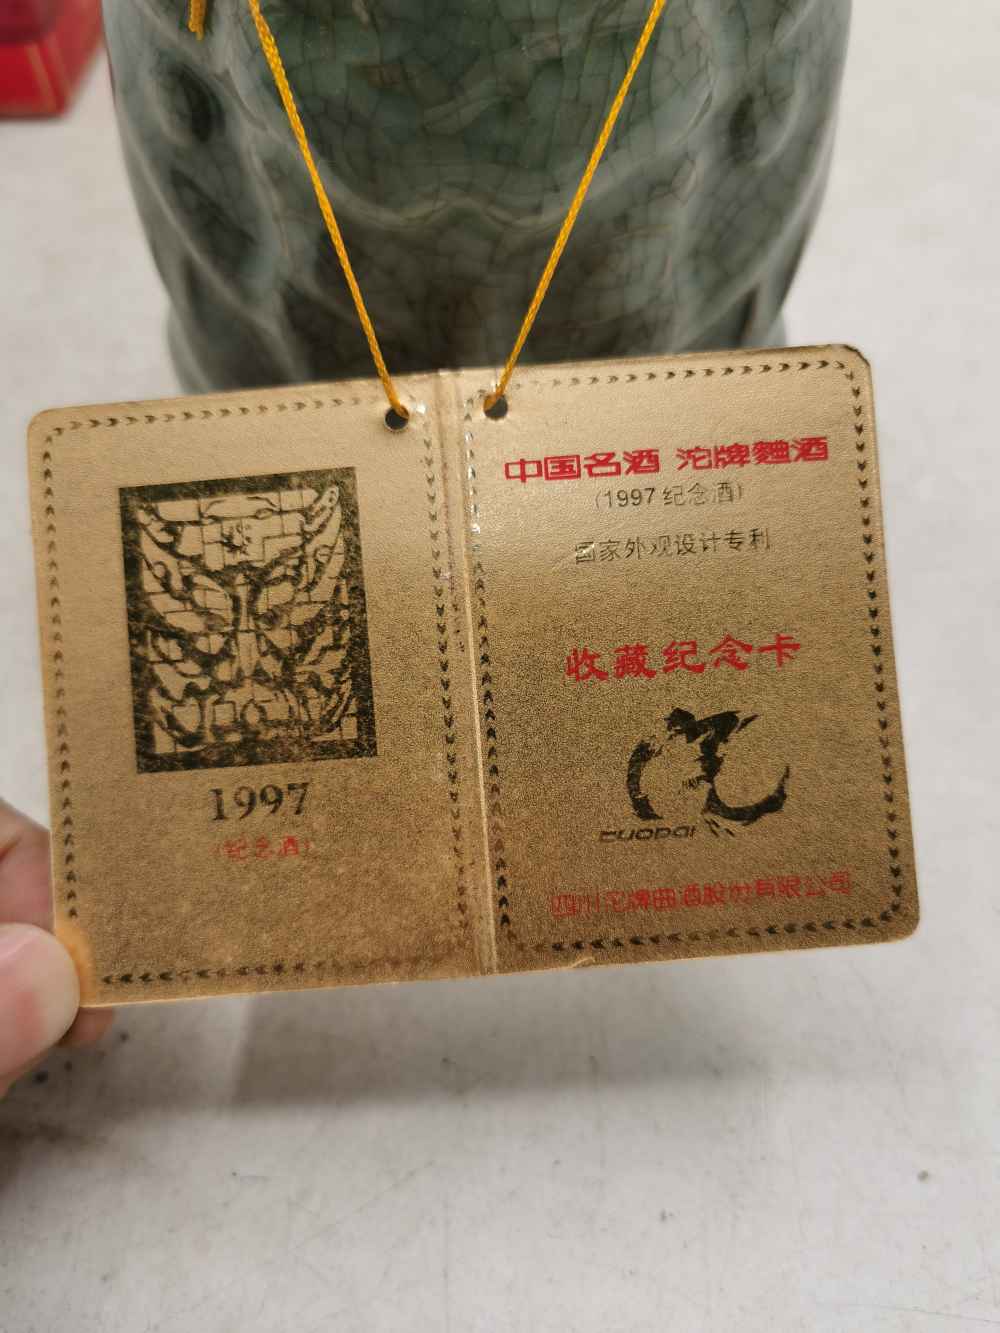 1997
(纪念酒)
中国名酒 沱牌麯酒
(1997 纪念酒)
国家外观设计专利
收藏纪念卡
沱
tuopai
四川沱牌曲酒股份有限公司